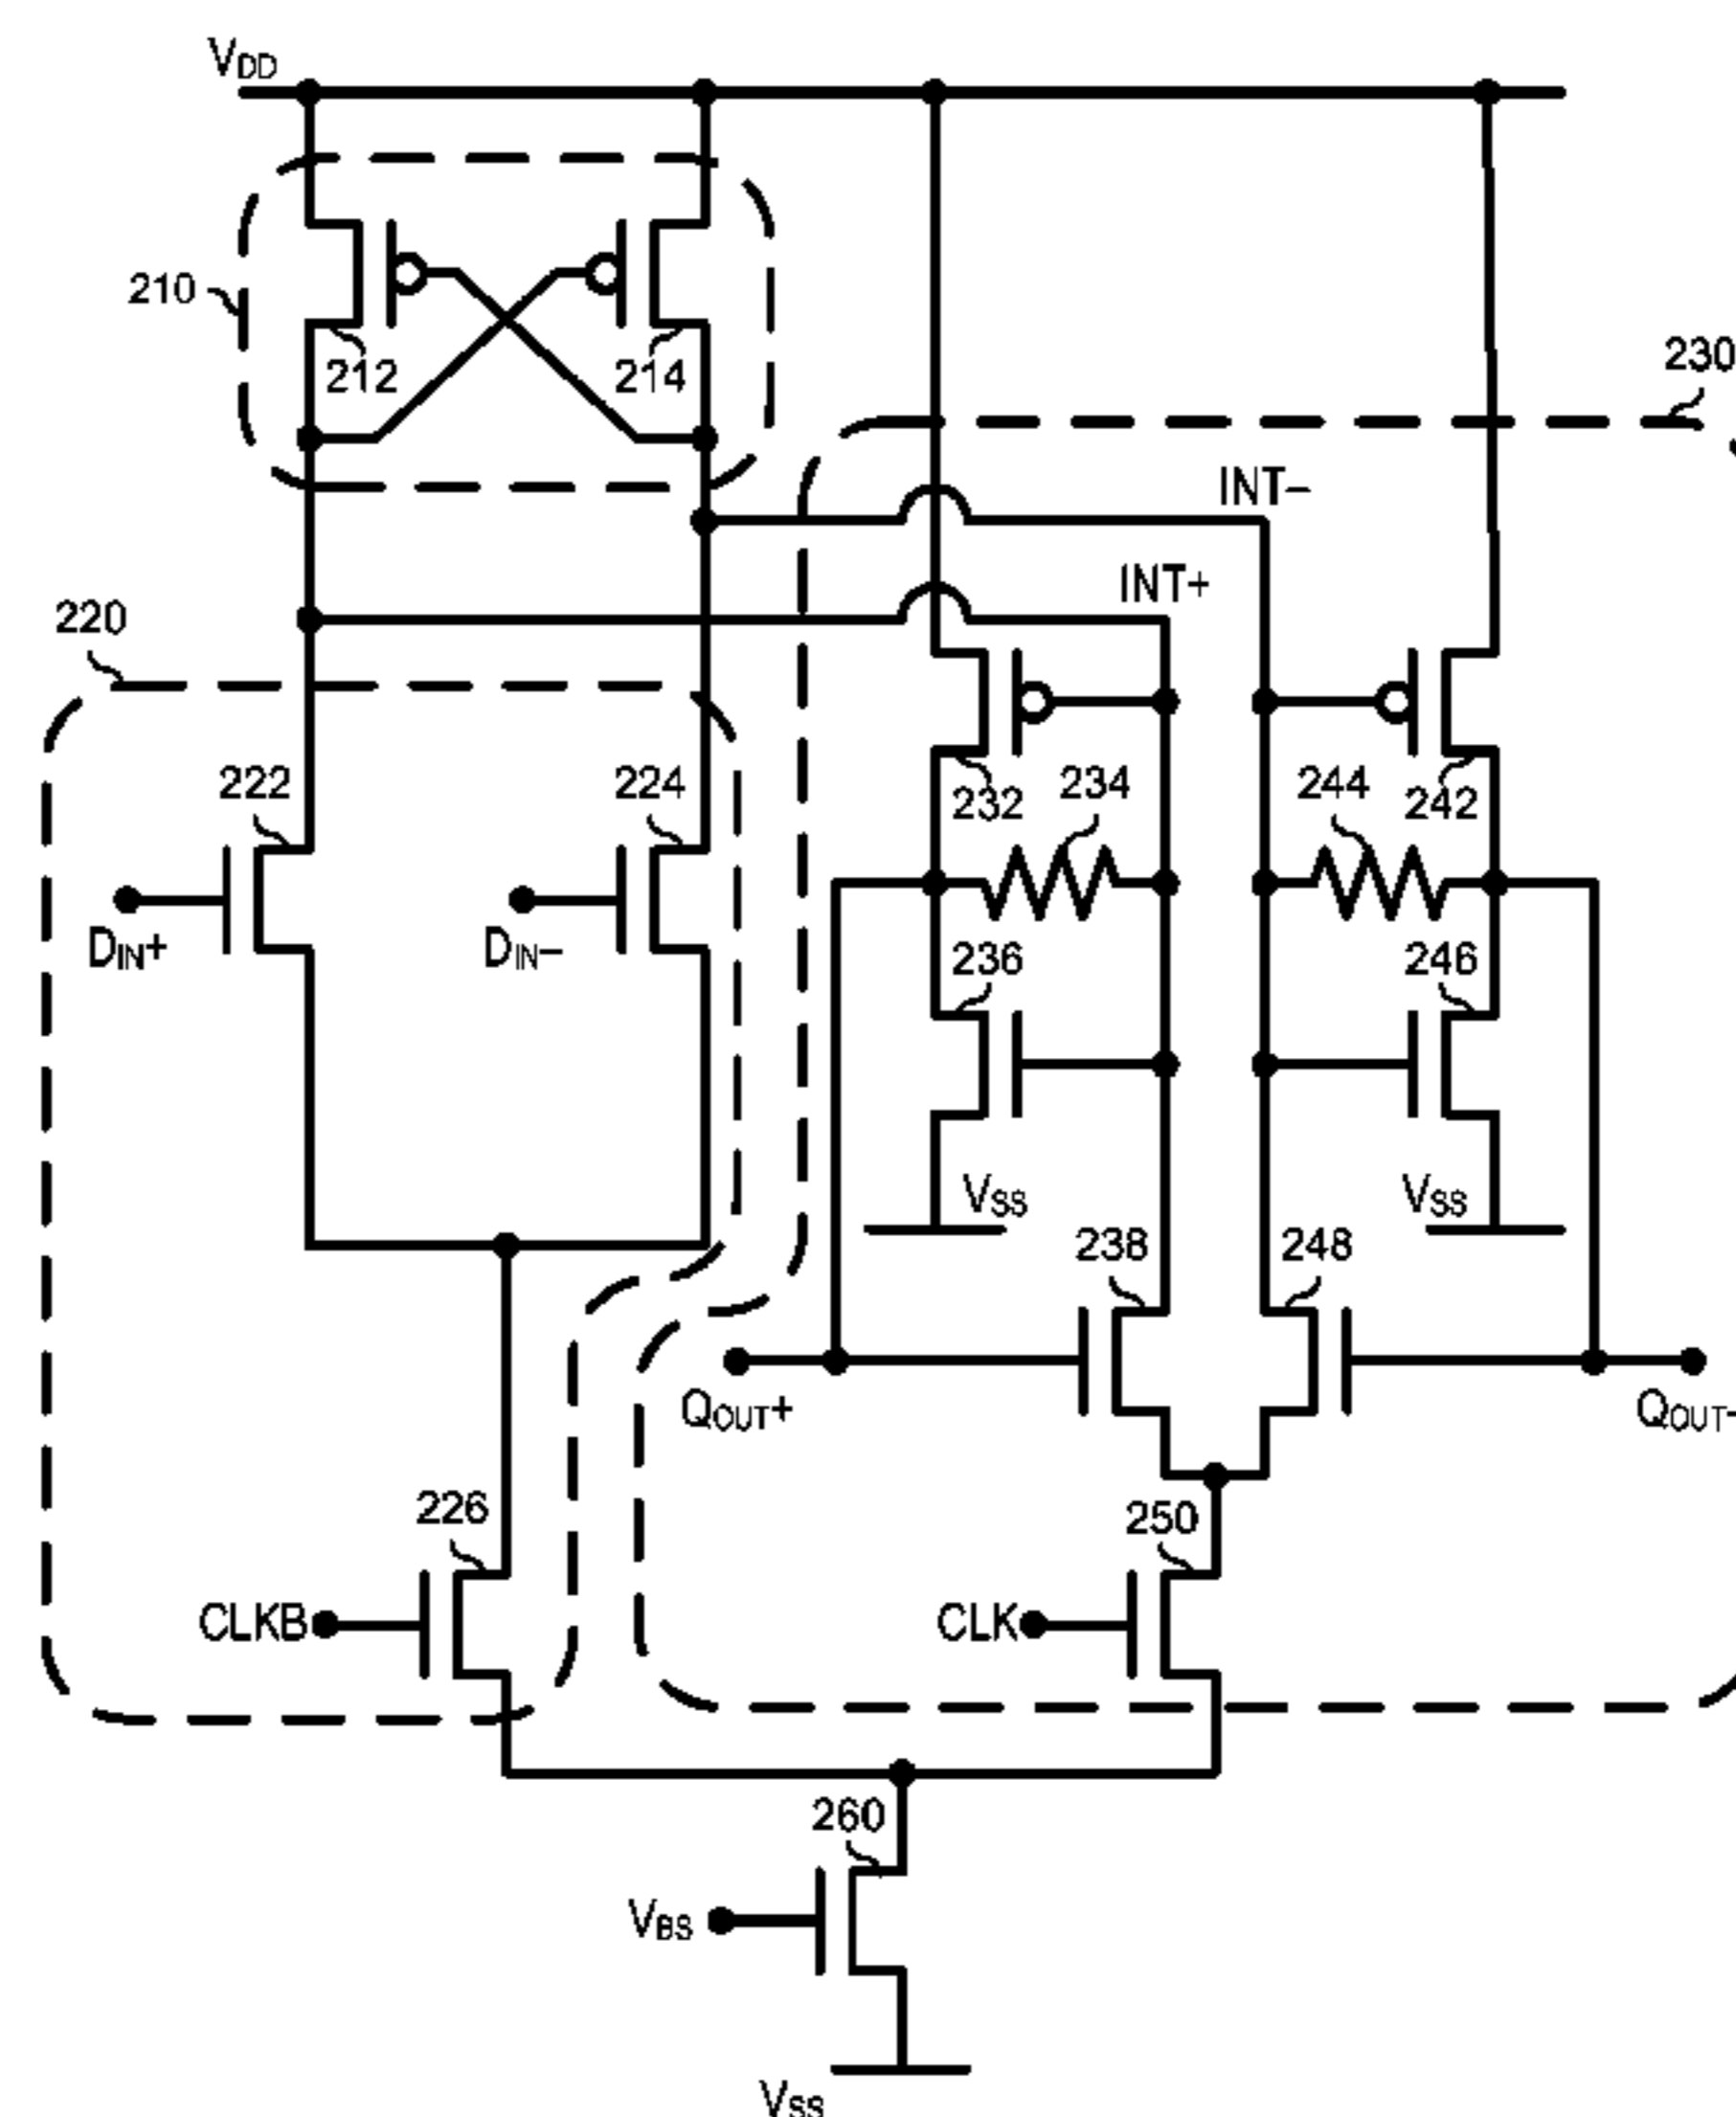 VDD
210
212
214
230
INT−
INT+
220
222
224
232
234
244
242
DIN+
DIN−
236
246
VSS
VSS
238
248
QOUT+
QOUT-
226
250
CLKB
CLK
260
VBS
VSS